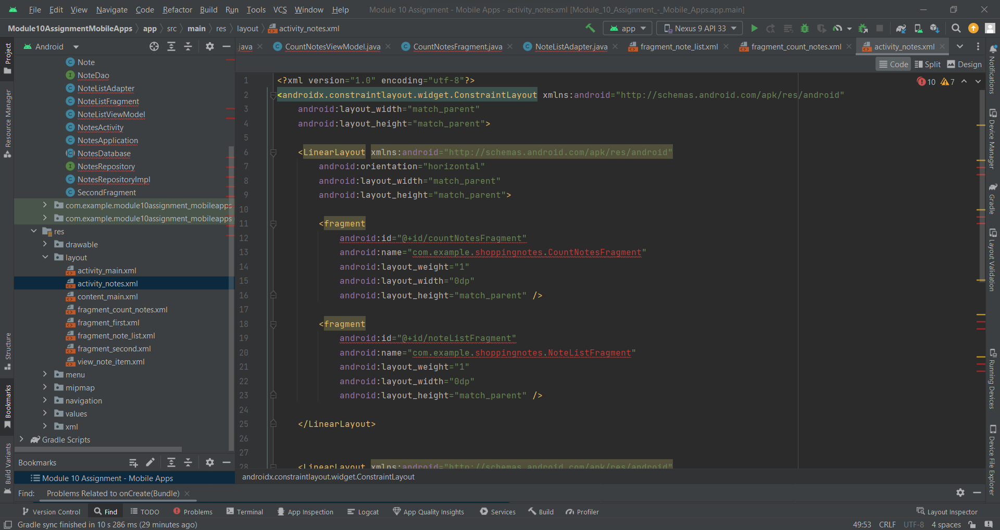 File Edit View Navigate Code Refactor Build Run Tools VCS Window Help Module 10 Assignment - Mobile Apps - activity_notes.xml [Module_10_Assignment_-_Mobile_Apps.app.main]
Module10AssignmentMobileApps app src main res layout activity_notes.xml app Nexus 9 API 33
Project
Resource Manager
Structure
Bookmarks
Build Variants
Android
Note
NoteDao
NoteListAdapter
NoteListFragment
NoteListViewModel
NotesActivity
NotesApplication
NotesDatabase
NotesRepository
NotesRepositoryImpl
SecondFragment
com.example.module10assignment_mobileapps
com.example.module10assignment_mobileapps
res
drawable
layout
activity_main.xml
activity_notes.xml
content_main.xml
fragment_count_notes.xml
fragment_first.xml
fragment_note_list.xml
fragment_second.xml
view_note_item.xml
menu
mipmap
navigation
values
xml
Gradle Scripts
Bookmarks
Module 10 Assignment - Mobile Apps
.java CountNotesViewModel.java CountNotesFragment.java NoteListAdapter.java fragment_note_list.xml fragment_count_notes.xml activity_notes.xml
Code Split Design
10 7
1 <?xml version="1.0" encoding="utf-8"?>
2 <androidx.constraintlayout.widget.ConstraintLayout xmlns:android="http://schemas.android.com/apk/res/android"
3 android:layout_width="match_parent"
4 android:layout_height="match_parent">
5
6 <LinearLayout xmlns:android="http://schemas.android.com/apk/res/android"
7 android:orientation="horizontal"
8 android:layout_width="match_parent"
9 android:layout_height="match_parent">
10
11 <fragment
12 android:id="@+id/countNotesFragment"
13 android:name="com.example.shoppingnotes.CountNotesFragment"
14 android:layout_weight="1"
15 android:layout_width="0dp"
16 android:layout_height="match_parent" />
17
18 <fragment
19 android:id="@+id/noteListFragment"
20 android:name="com.example.shoppingnotes.NoteListFragment"
21 android:layout_weight="1"
22 android:layout_width="0dp"
23 android:layout_height="match_parent" />
24
25 </LinearLayout>
26
27
28 <LinearLayout xmlns:android="http://schemas.android.com/apk/res/android"
androidx.constraintlayout.widget.ConstraintLayout
Notifications
Device Manager
Gradle
Layout Validation
Running Devices
Device File Explorer
Find: Problems Related to onCreate(Bundle)
Version Control Find TODO Problems Terminal App Inspection Logcat App Quality Insights Services Build Profiler Layout Inspector
Gradle sync finished in 10 s 286 ms (29 minutes ago) 49:53 CRLF UTF-8 4 spaces